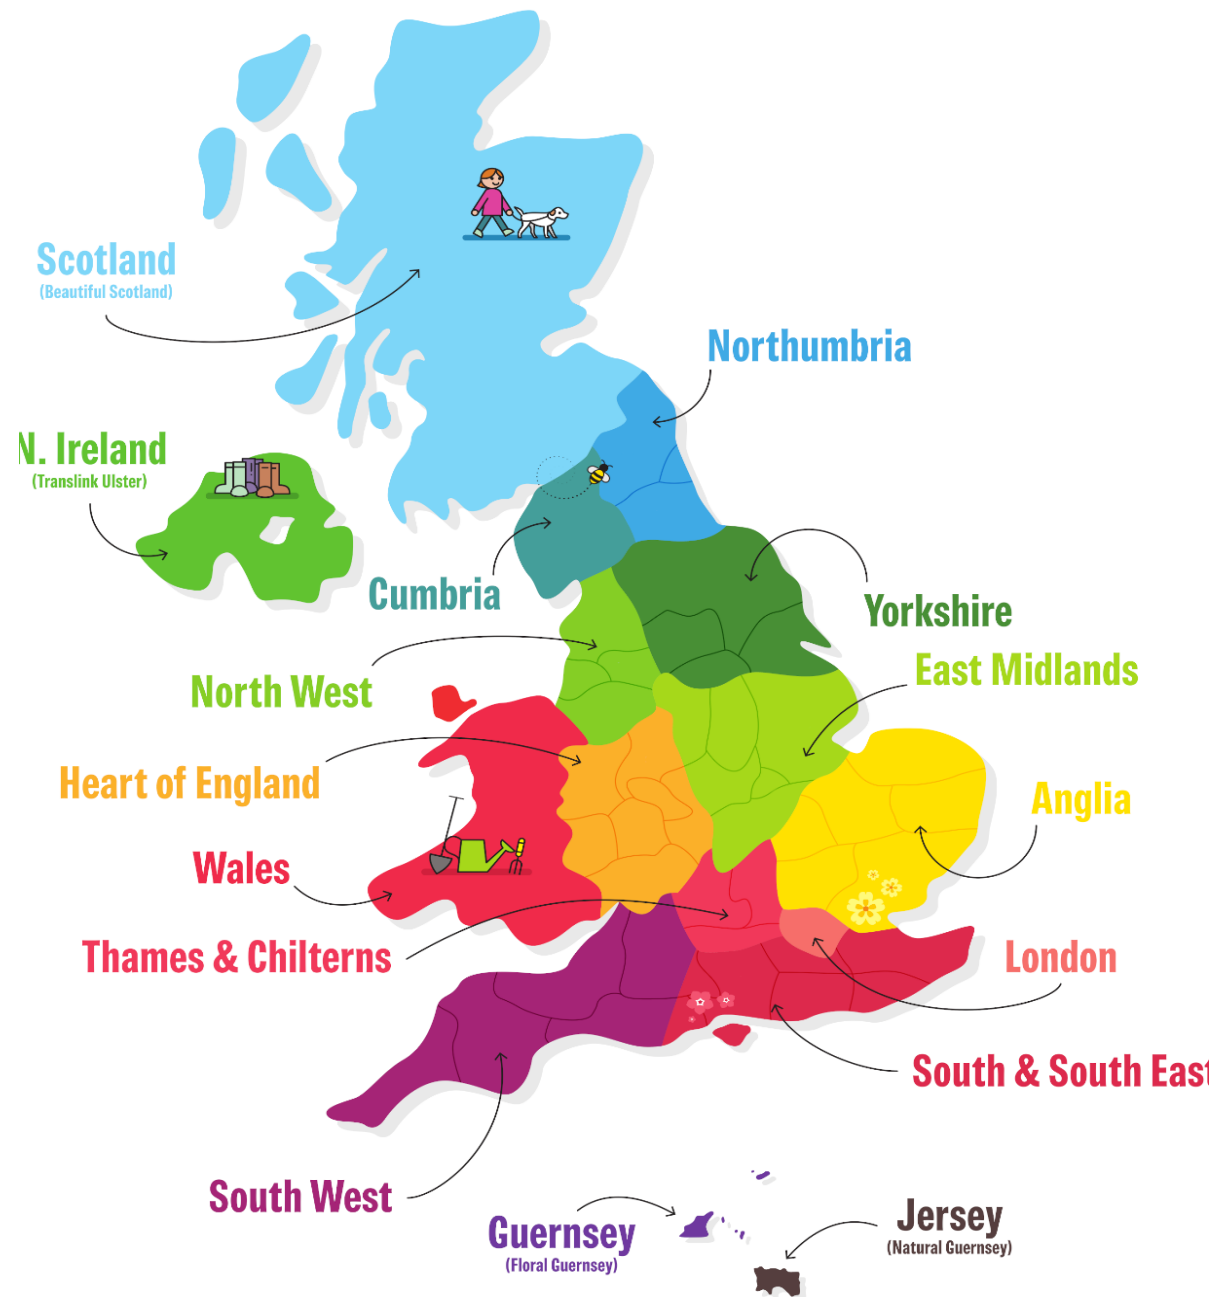 Scotland
(Beautiful Scotland)
Northumbria
N. Ireland
(Translink Ulster)
Cumbria
Yorkshire
East Midlands
North West
Heart of England
Anglia
Wales
Thames & Chilterns
London
South & South East
South West
Guernsey
(Floral Guernsey)
Jersey
(Natural Guernsey)